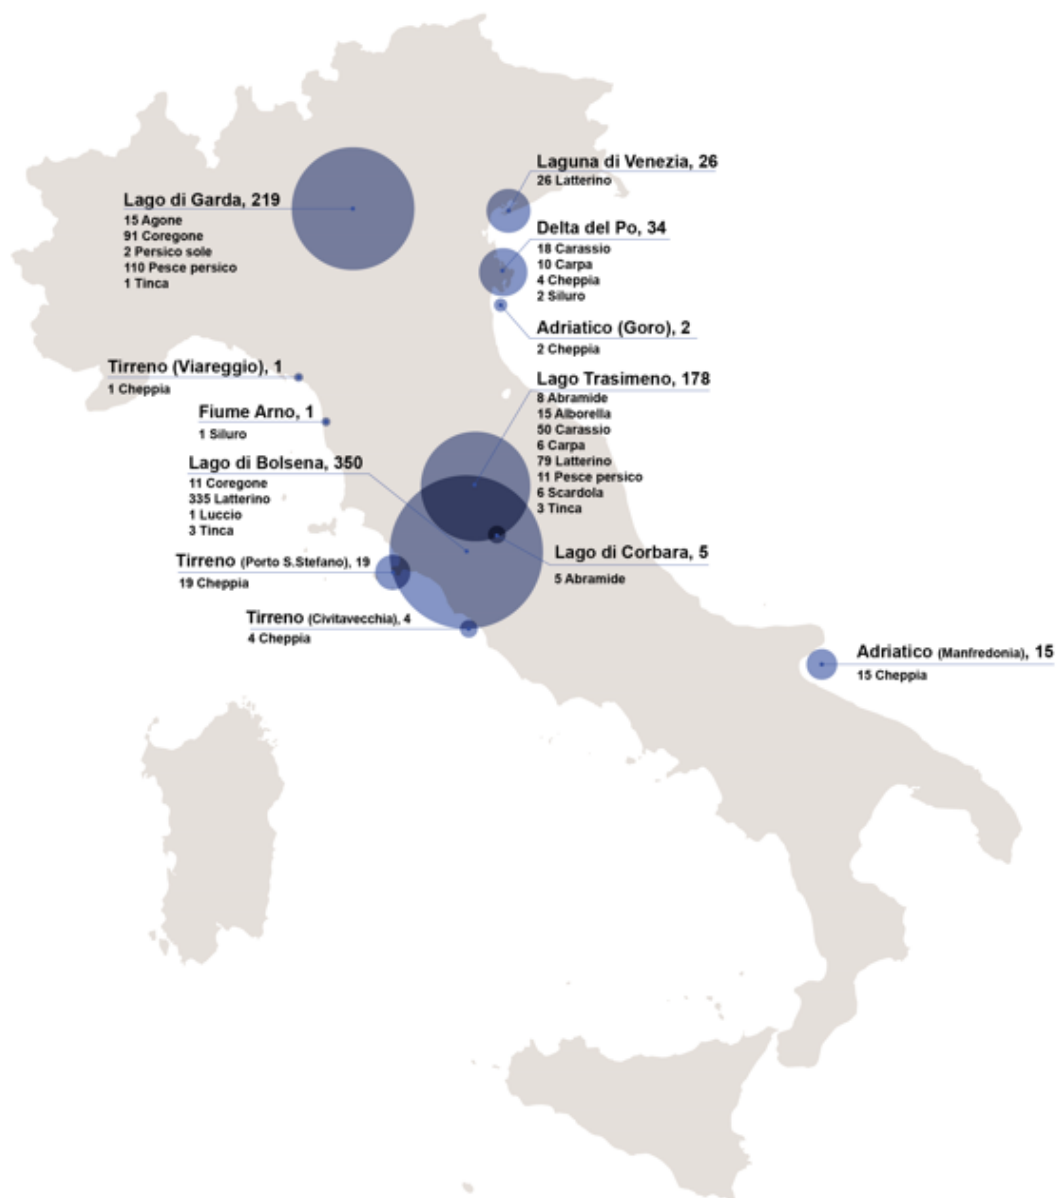 Laguna di Venezia, 26
26 Latterino
Lago di Garda, 219
15 Agone
91 Coregone
2 Persico sole
110 Pesce persico
1 Tinca
Delta del Po, 34
18 Carassio
10 Carpa
4 Cheppia
2 Siluro
Adriatico (Goro), 2
2 Cheppia
Tirreno (Viareggio), 1
1 Cheppia
Lago Trasimeno, 178
8 Abramide
15 Alborella
50 Carassio
6 Carpa
79 Latterino
11 Pesce persico
6 Scardola
3 Tinca
Fiume Arno, 1
1 Siluro
Lago di Bolsena, 350
11 Coregone
335 Latterino
1 Luccio
3 Tinca
Lago di Corbara, 5
5 Abramide
Tirreno (Porto S.Stefano), 19
19 Cheppia
Tirreno (Civitavecchia), 4
4 Cheppia
Adriatico (Manfredonia), 15
15 Cheppia